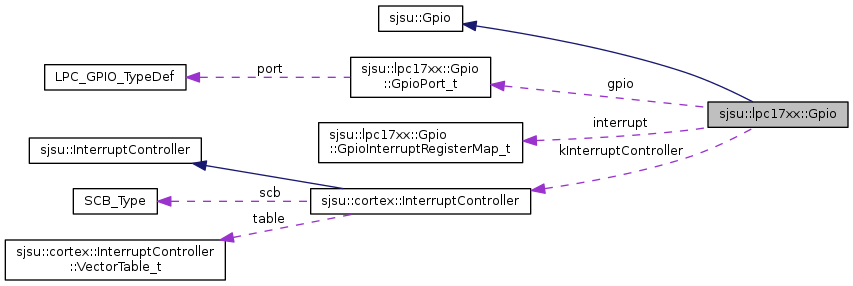 sjsu::Gpio
LPC_GPIO_TypeDef
port
sjsu::lpc17xx::Gpio
::GpioPort_t
gpio
sjsu::lpc17xx::Gpio
interrupt
sjsu::lpc17xx::Gpio
::GpioInterruptRegisterMap_t
kInterruptController
sjsu::InterruptController
SCB_Type
scb
sjsu::cortex::InterruptController
table
sjsu::cortex::InterruptController
::VectorTable_t